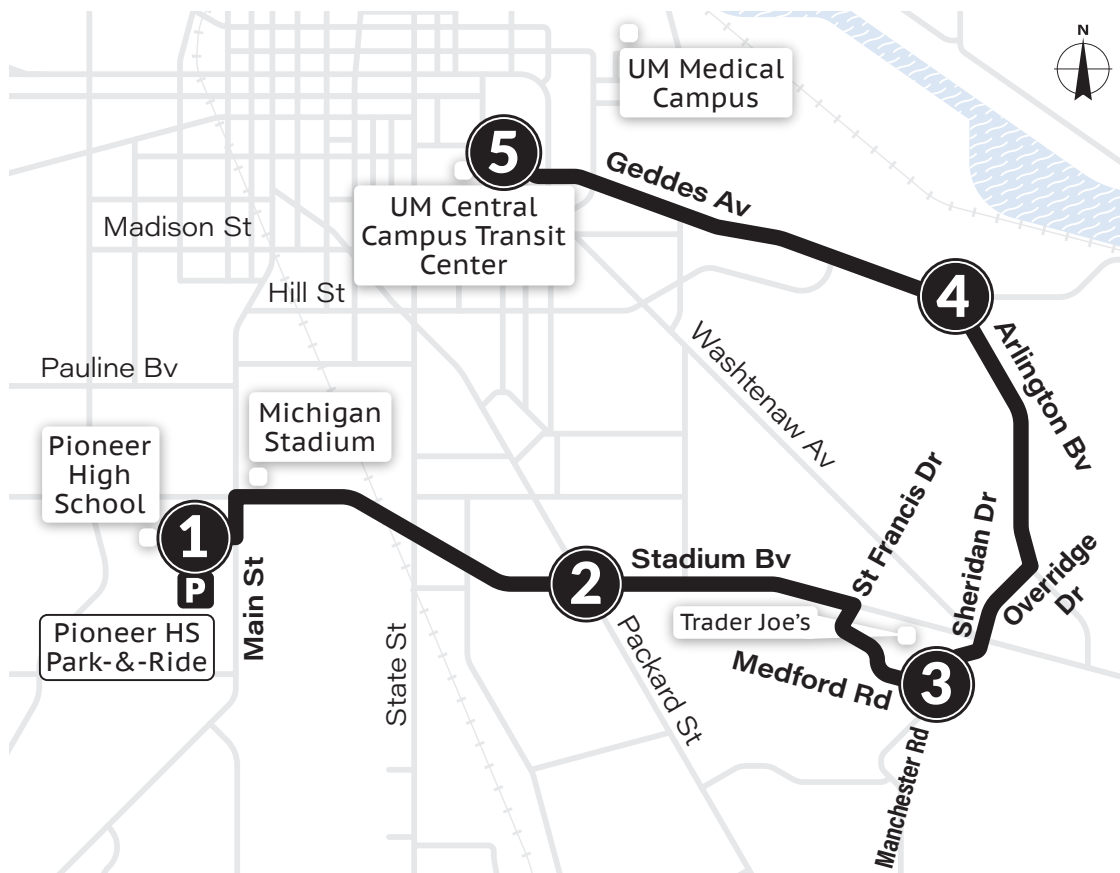 N
UM Medical
Campus
5
Geddes Av
UM Central
Campus Transit
Center
Madison St
Hill St
4
Arlington Bv
Washtenaw Av
Pauline Bv
Michigan
Stadium
Pioneer
High
School
1
P
Pioneer HS
Park-&-Ride
Main St
State St
2
Stadium Bv
Packard St
St Francis Dr
Sheridan Dr
Overridge
Dr
Trader Joe's
Medford Rd
3
Manchester Rd